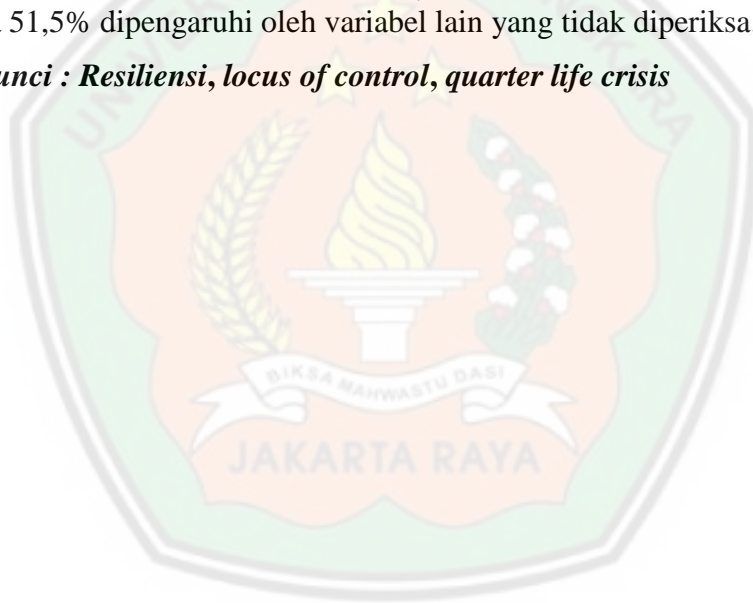 51,5% dipengaruhi oleh variabel lain yang tidak diperiksa
unci : Resiliensi, locus of control, quarter life crisis
BIKSA MAHWASTU DASI
JAKARTA RAYA